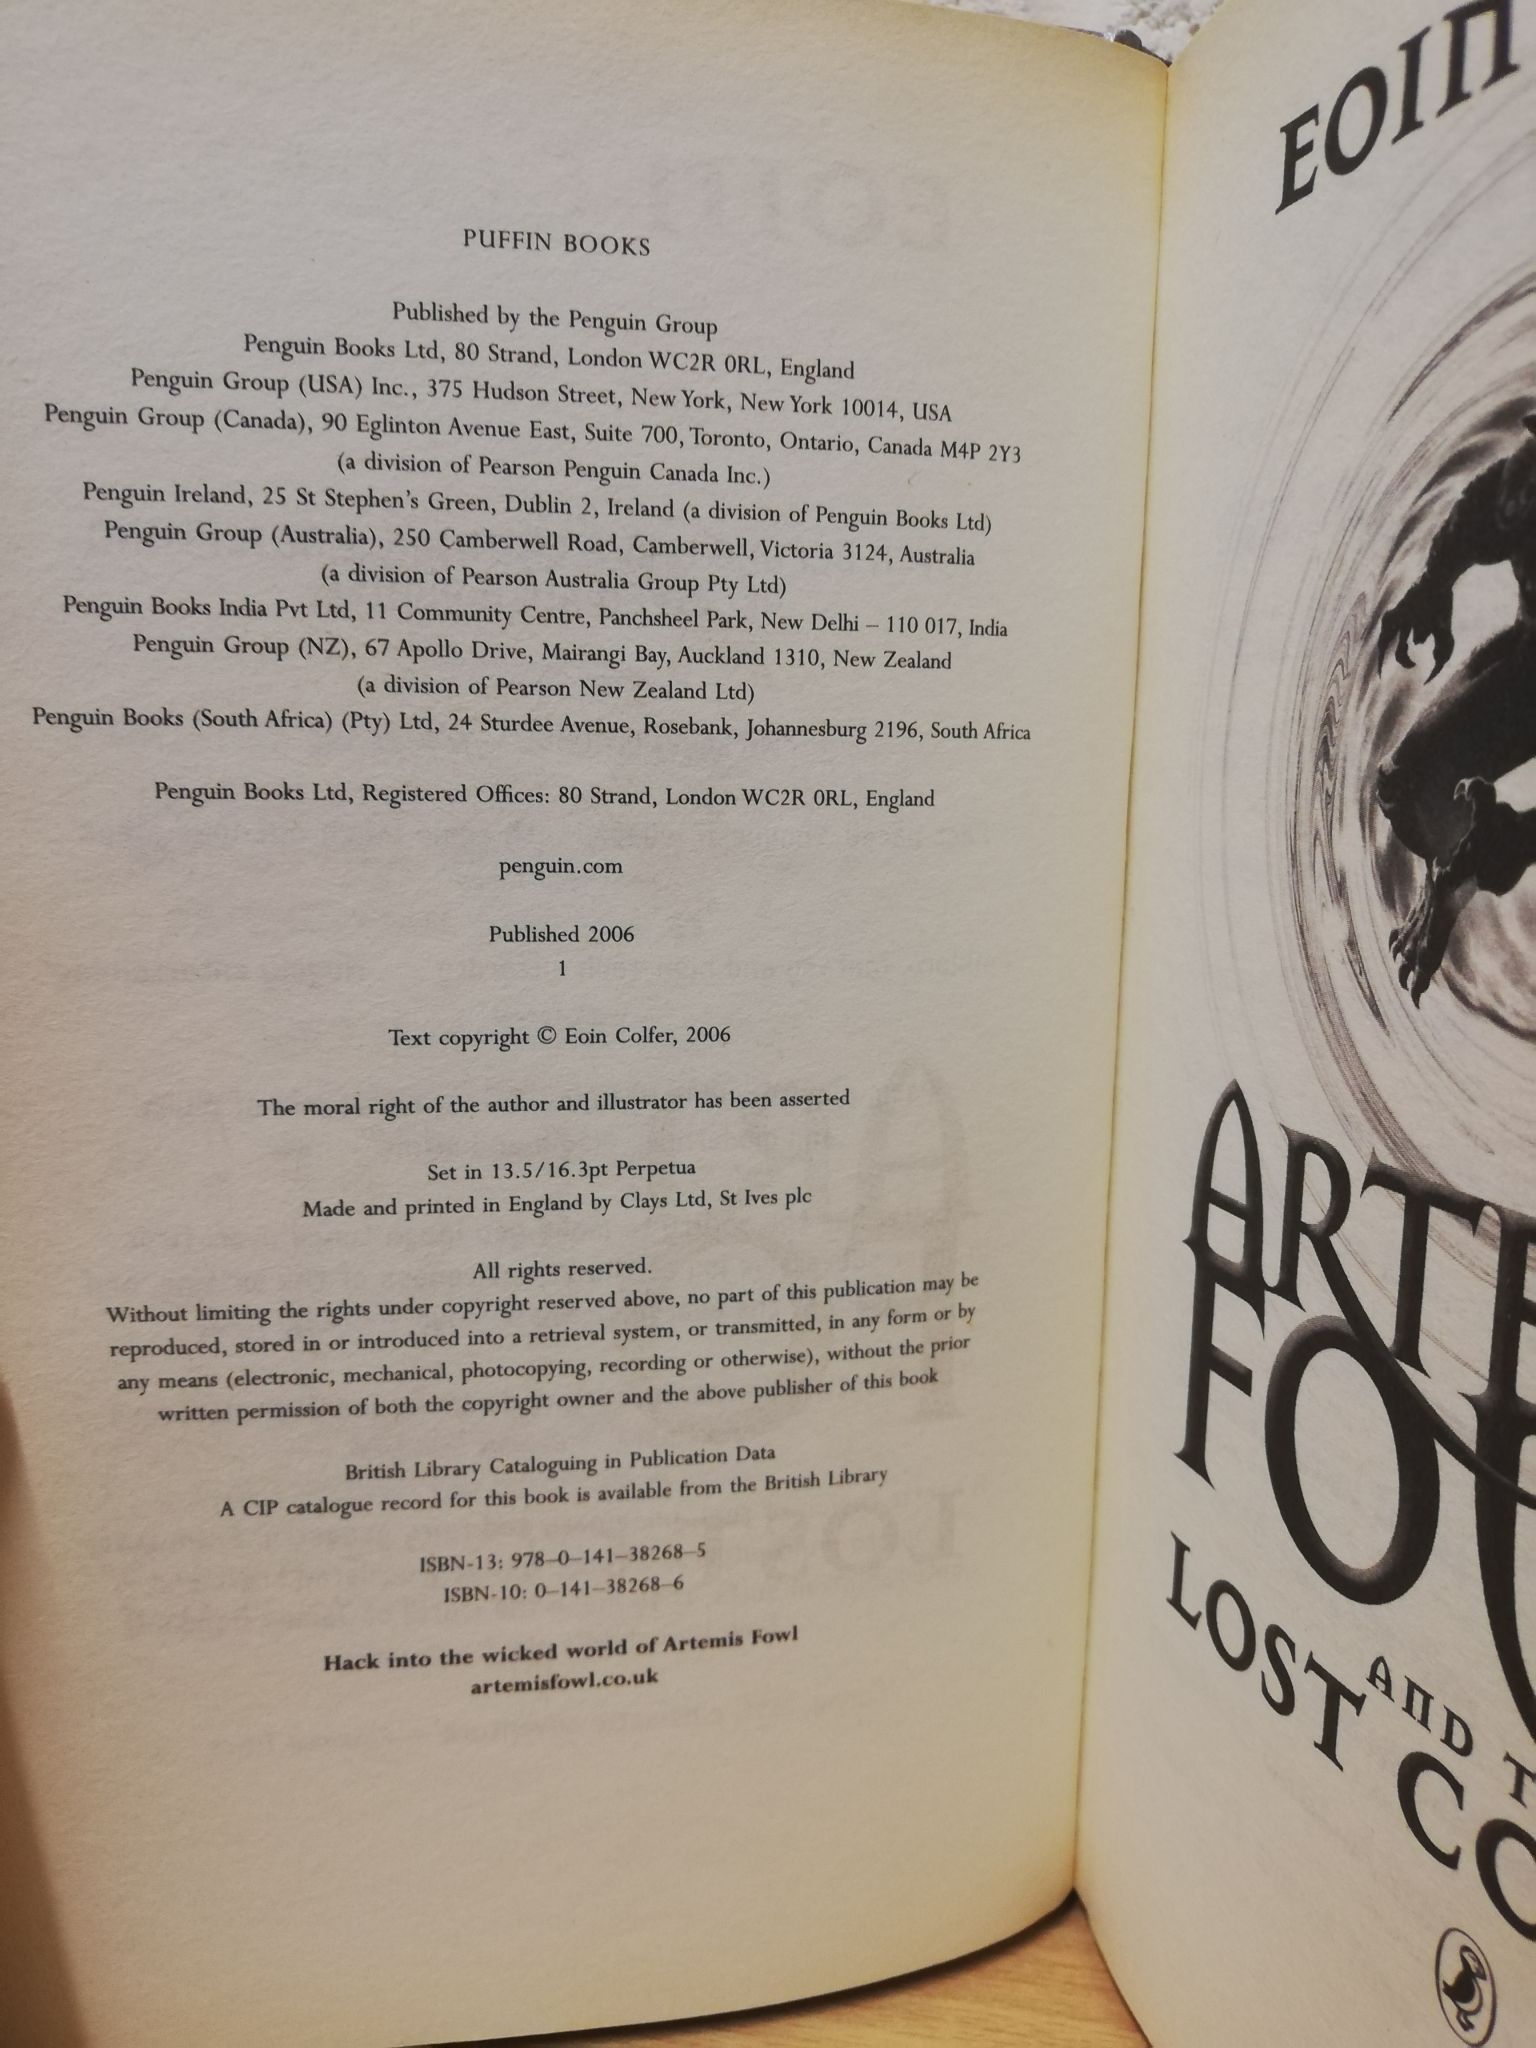 PUFFIN BOOKS
Published by the Penguin Group
Penguin Books Ltd, 80 Strand, London WC2R 0RL, England
Penguin Group (USA) Inc., 375 Hudson Street, New York, New York 10014, USA
Penguin Group (Canada), 90 Eglinton Avenue East, Suite 700, Toronto, Ontario, Canada M4P 2Y3
(a division of Pearson Penguin Canada Inc.)
Penguin Ireland, 25 St Stephen's Green, Dublin 2, Ireland (a division of Penguin Books Ltd)
Penguin Group (Australia), 250 Camberwell Road, Camberwell, Victoria 3124, Australia
(a division of Pearson Australia Group Pty Ltd)
Penguin Books India Pvt Ltd, 11 Community Centre, Panchsheel Park, New Delhi – 110 017, India
Penguin Group (NZ), 67 Apollo Drive, Mairangi Bay, Auckland 1310, New Zealand
(a division of Pearson New Zealand Ltd)
Penguin Books (South Africa) (Pty) Ltd, 24 Sturdee Avenue, Rosebank, Johannesburg 2196, South Africa
Penguin Books Ltd, Registered Offices: 80 Strand, London WC2R 0RL, England
penguin.com
Published 2006
1
Text copyright © Eoin Colfer, 2006
The moral right of the author and illustrator has been asserted
Set in 13.5/16.3pt Perpetua
Made and printed in England by Clays Ltd, St Ives plc
All rights reserved.
Without limiting the rights under copyright reserved above, no part of this publication may be
reproduced, stored in or introduced into a retrieval system, or transmitted, in any form or by
any means (electronic, mechanical, photocopying, recording or otherwise), without the prior
written permission of both the copyright owner and the above publisher of this book
British Library Cataloguing in Publication Data
A CIP catalogue record for this book is available from the British Library
ISBN-13: 978–0–141–38268–5
ISBN-10: 0–141–38268–6
Hack into the wicked world of Artemis Fowl
artemisfowl.co.uk
EOIN
ARTE
FO
LOST AND T
CO